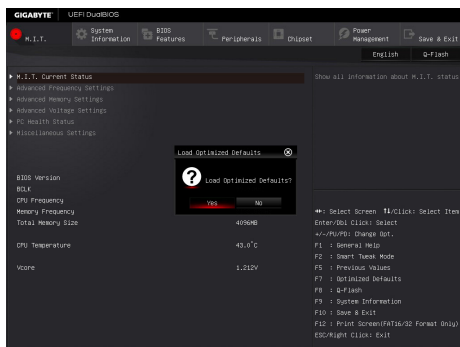 GIGABYTE™ UEFI DualBIOS
M.I.T.
System Information
BIOS Features
Peripherals
Chipset
Power Management
Save & Exit
English Q-Flash
M.I.T. Current Status
Show all information about M.I.T. status
Advanced Frequency Settings
Advanced Memory Settings
Advanced Voltage Settings
PC Health Status
Miscellaneous Settings
Load Optimized Defaults
Load Optimized Defaults?
Yes No
BIOS Version
BCLK
CPU Frequency
Memory Frequency
Total Memory Size 4096MB
CPU Temperature 43.0°C
Vcore 1.212V
↔: Select Screen ↑↓/Click: Select Item
Enter/Dbl Click: Select
+/-/PU/PD: Change Opt.
F1 : General Help
F2 : Smart Tweak Mode
F5 : Previous Values
F7 : Optimized Defaults
F8 : Q-Flash
F9 : System Information
F10 : Save & Exit
F12 : Print Screen(FAT16/32 Format Only)
ESC/Right Click: Exit